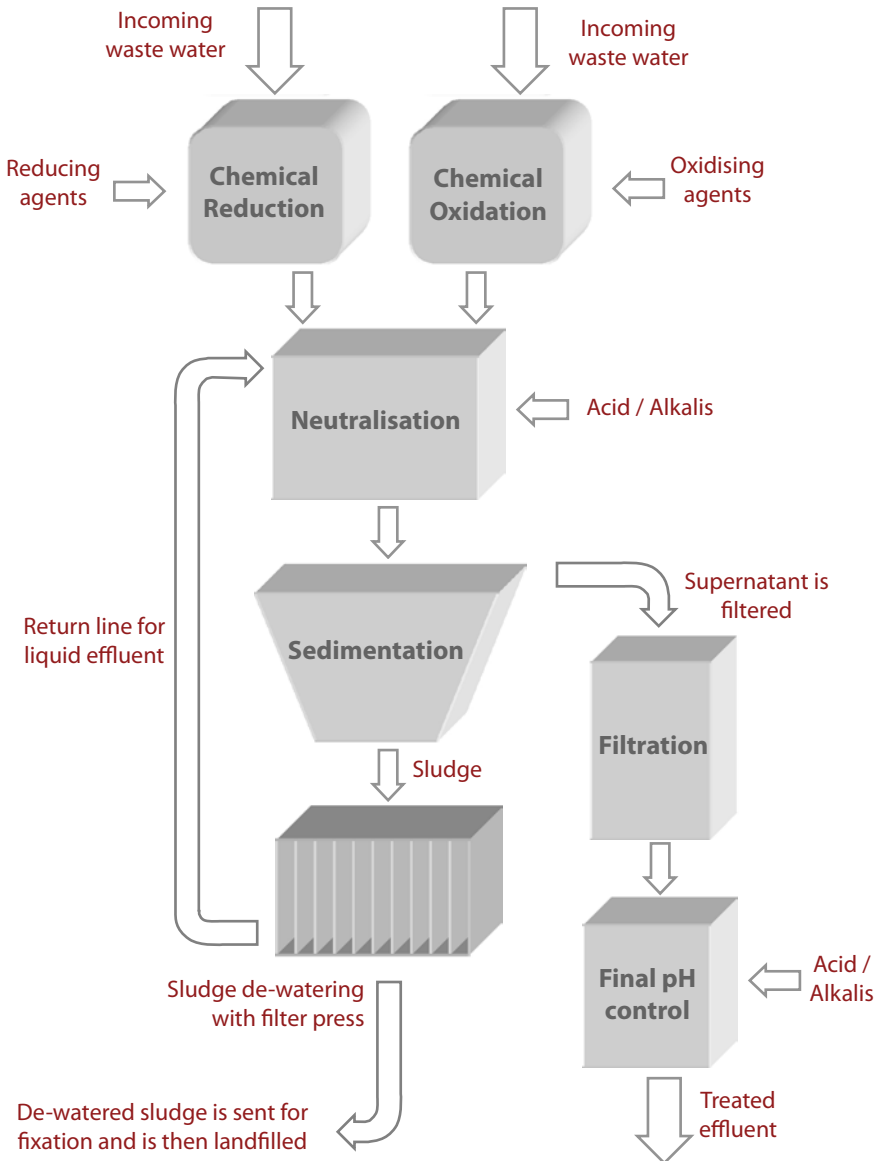 Incoming
waste water
Incoming
waste water
Reducing
agents
Chemical
Reduction
Chemical
Oxidation
Oxidising
agents
Neutralisation
Acid / Alkalis
Return line for
liquid effluent
Sedimentation
Supernatant is
filtered
Filtration
Sludge
Sludge de-watering
with filter press
Final pH
control
Acid /
Alkalis
De-watered sludge is sent for
fixation and is then landfilled
Treated
effluent